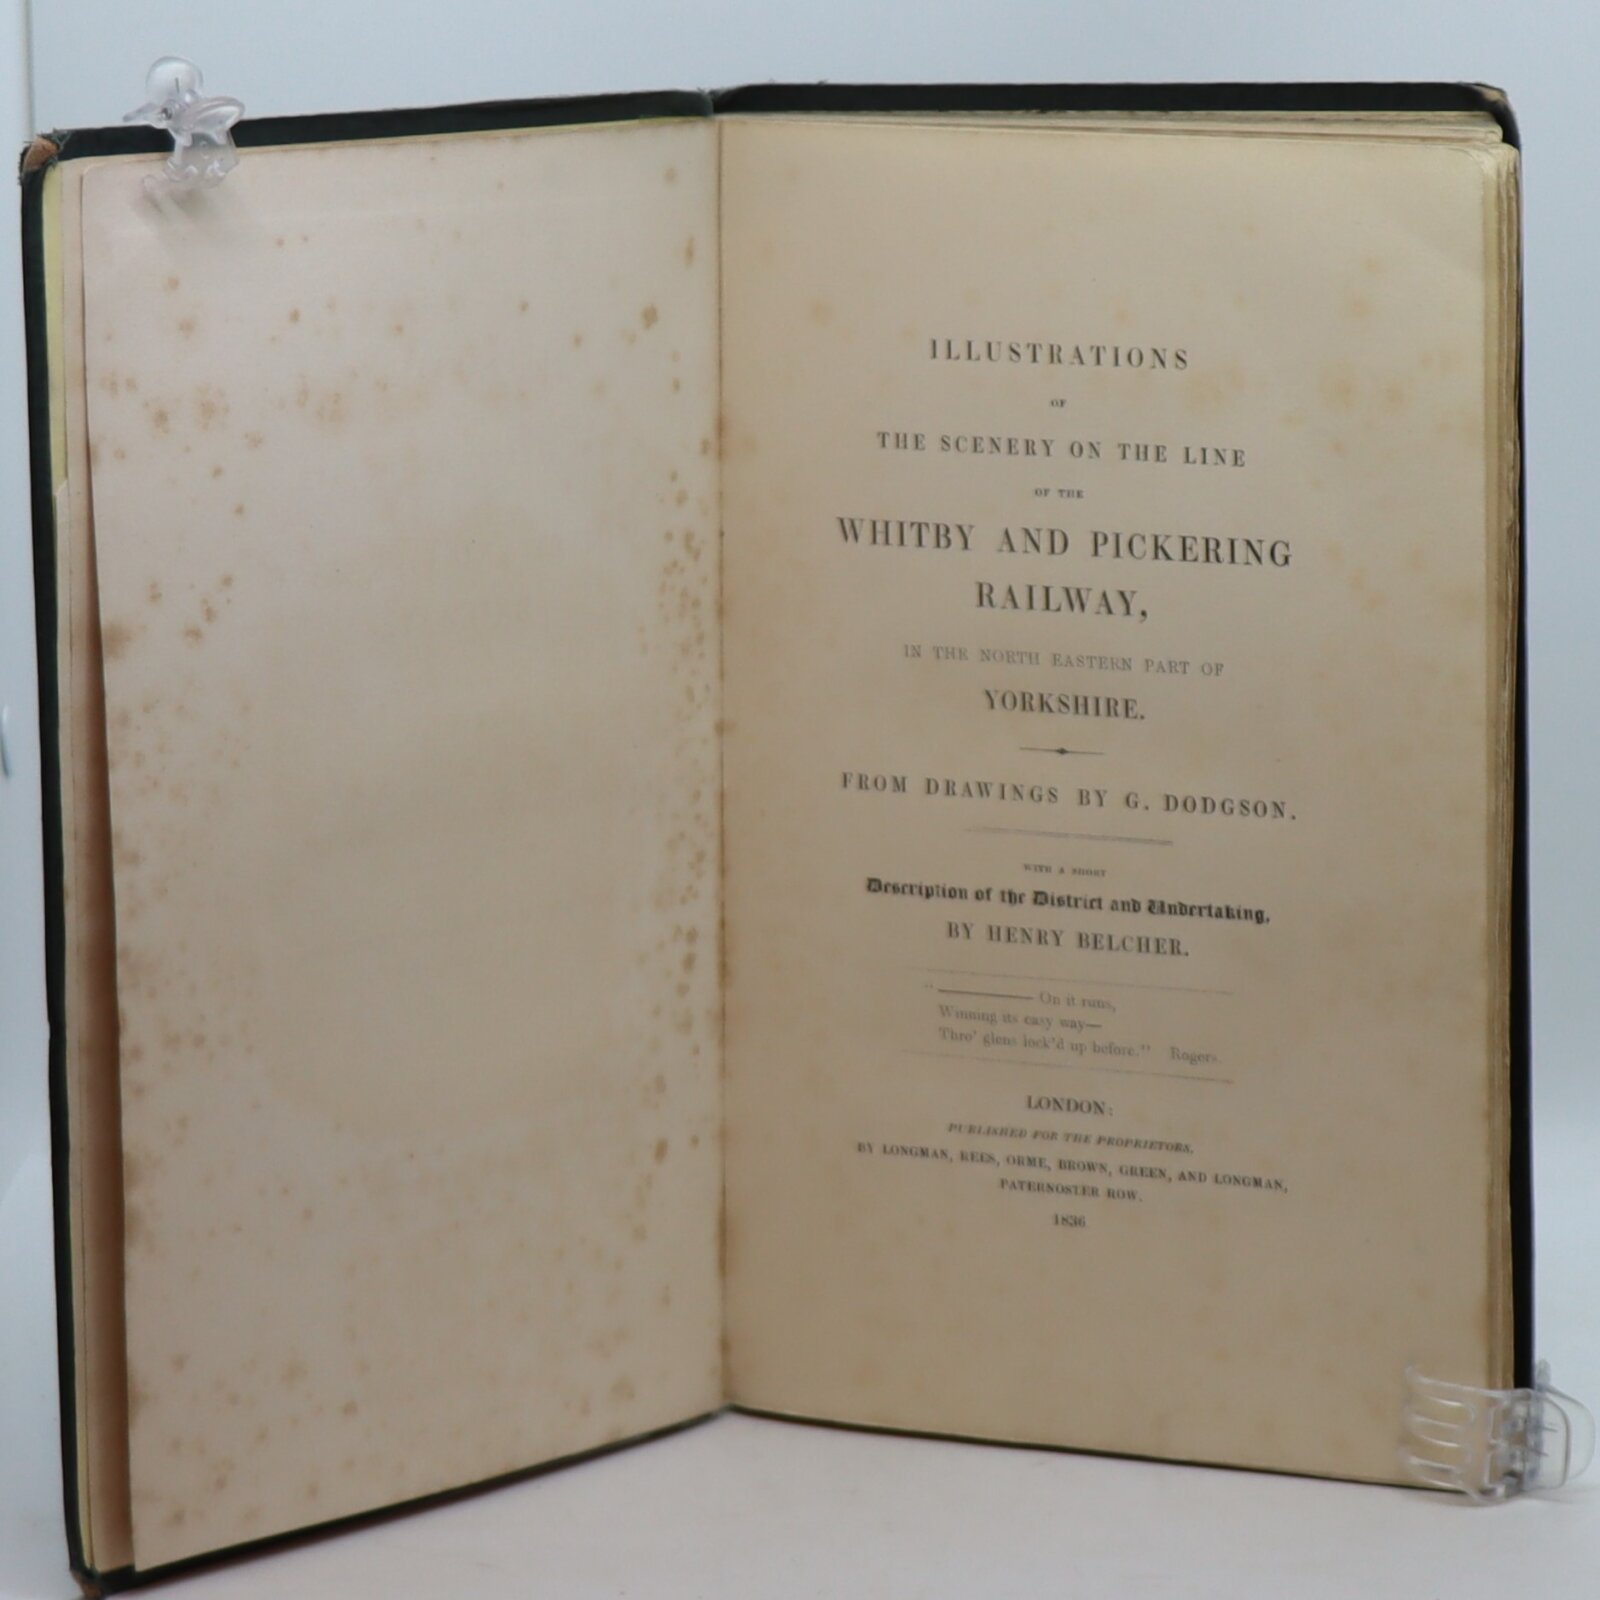 ILLUSTRATIONS
OF
THE SCENERY ON THE LINE
OF THE
WHITBY AND PICKERING
RAILWAY,
IN THE NORTH EASTERN PART OF
YORKSHIRE.
FROM DRAWINGS BY G. DODGSON.
WITH A SHORT
Description of the District and Undertaking,
BY HENRY BELCHER.
"———— On it runs,
Winning its easy way—
Thro' glens lock'd up before." Rogers.
LONDON:
PUBLISHED FOR THE PROPRIETORS,
BY LONGMAN, REES, ORME, BROWN, GREEN, AND LONGMAN,
PATERNOSTER ROW.
1836